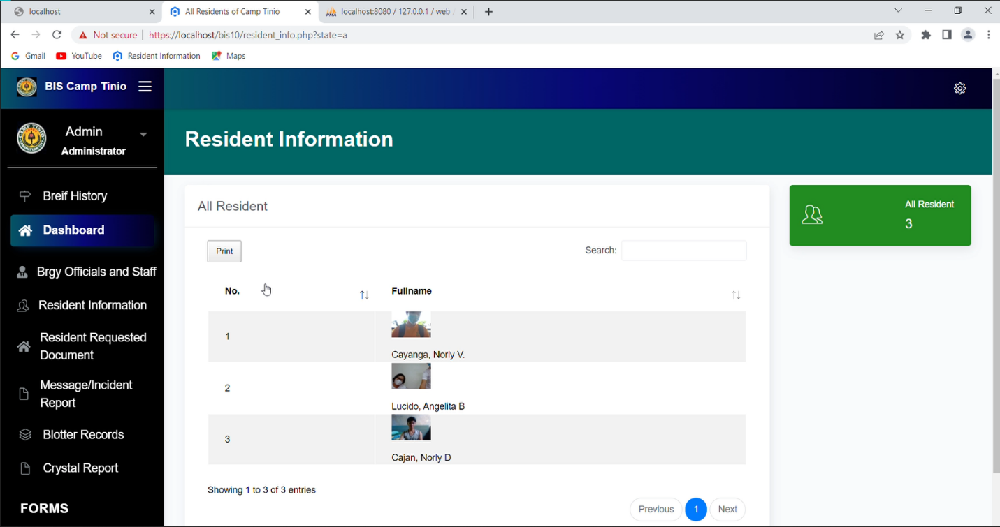 localhost
All Residents of Camp Tinio
localhost:8080 / 127.0.0.1 / web
Not secure
https://localhost/bis10/resident_info.php?state=a
Gmail
YouTube
Resident Information
Maps
BIS Camp Tinio
Admin
Administrator
Breif History
Dashboard
Brgy Officials and Staff
Resident Information
Resident Requested
Document
Message/Incident
Report
Blotter Records
Crystal Report
FORMS
Resident Information
All Resident
Print
Search:
No.
Fullname
1
Cayanga, Norly V.
2
Lucido, Angelita B
3
Cajan, Norly D
Showing 1 to 3 of 3 entries
Previous
1
Next
All Resident
3